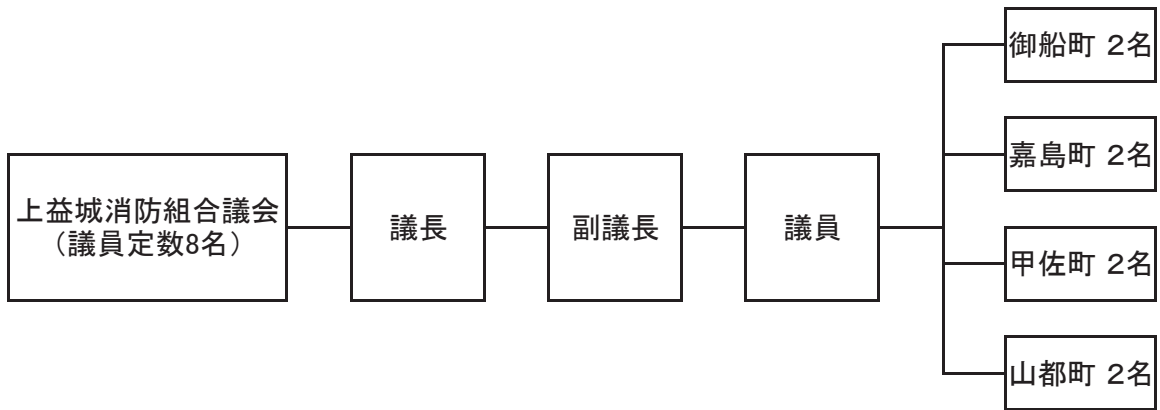 上益城消防組合議会
（議員定数8名）
議長
副議長
議員
御船町 2名
嘉島町 2名
甲佐町 2名
山都町 2名